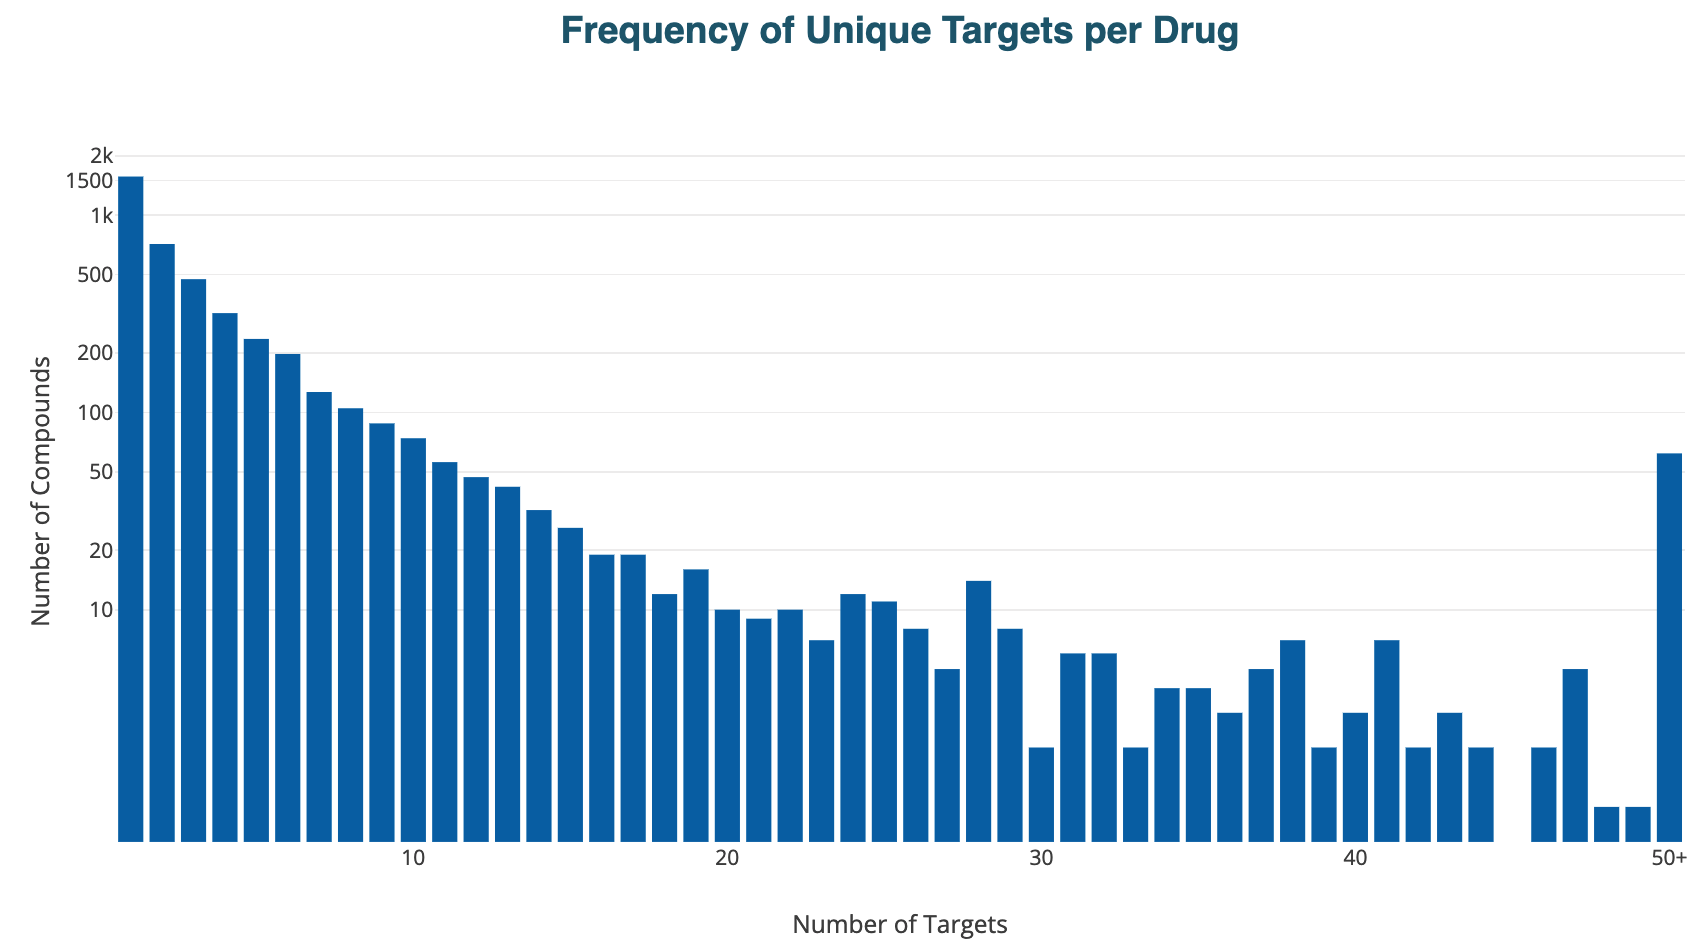 Frequency of Unique Targets per Drug
2k
1500
1k
500
200
100
50
20
10
Number of Compounds
10 20 30 40 50+
Number of Targets